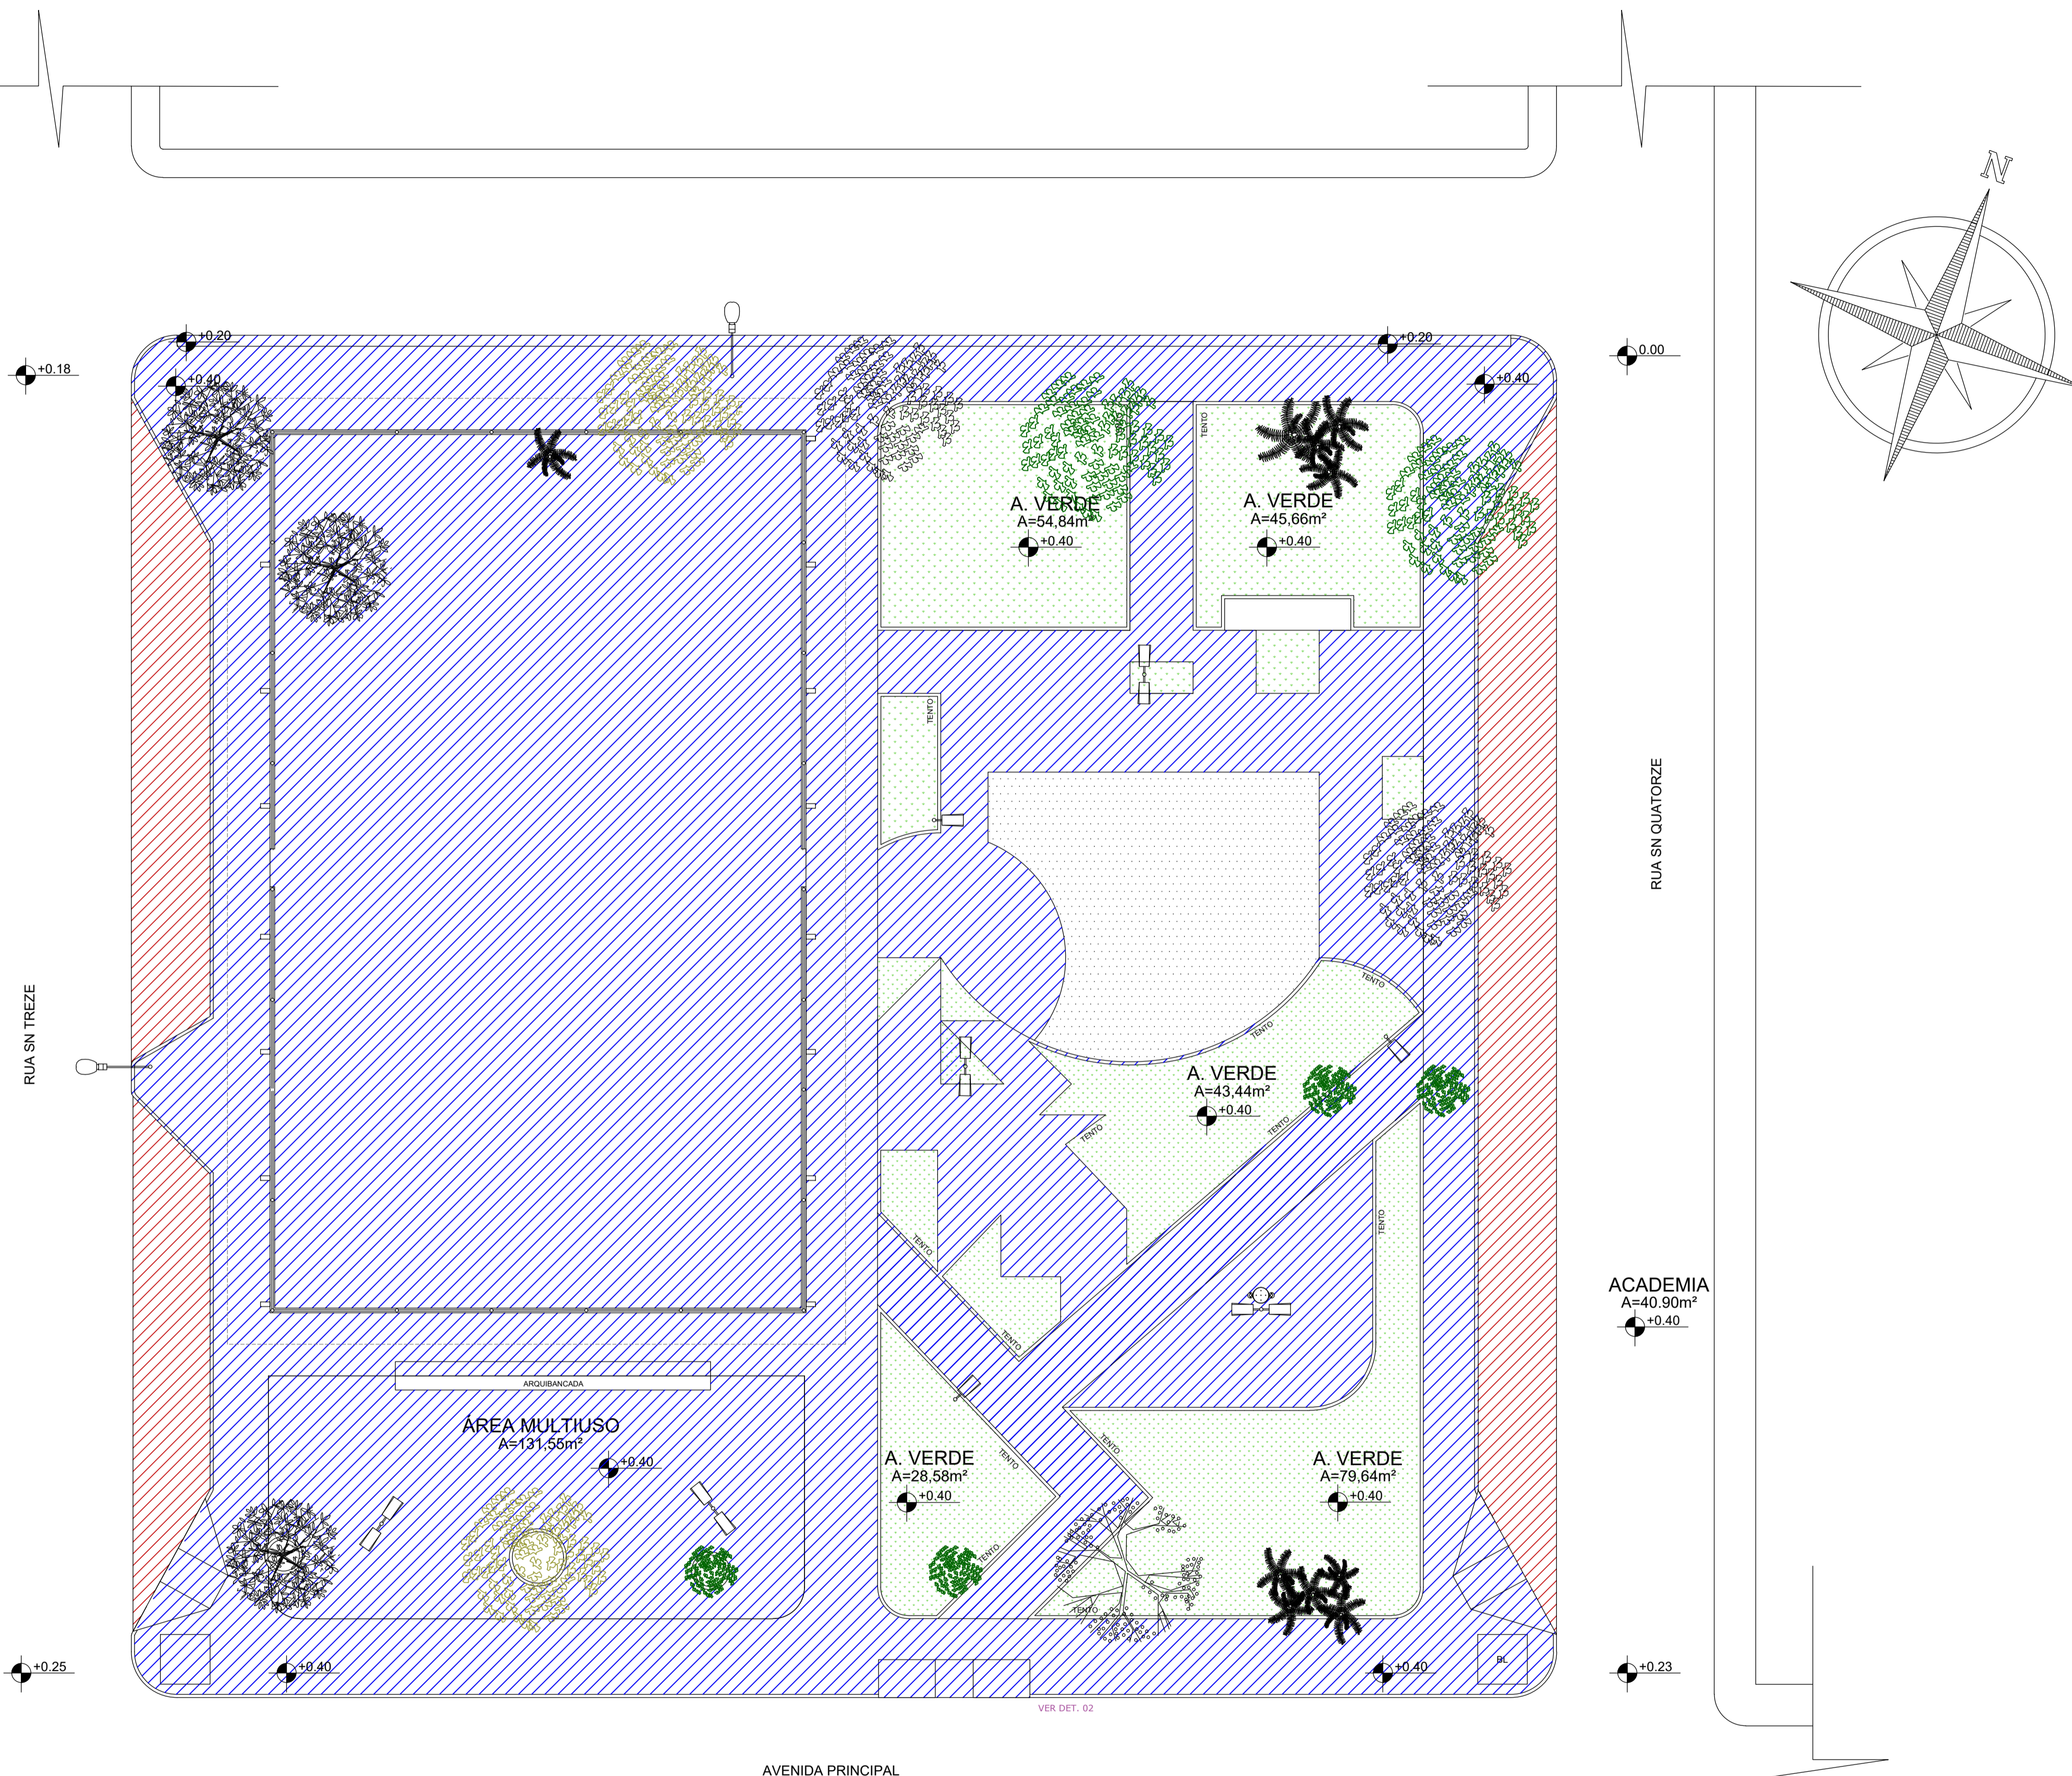 N
+0.20
+0.20
+0.18
+0.40
0.00
+0.40
TENTO
A. VERDE
A=54,84m²
+0.40
A. VERDE
A=45,66m²
+0.40
TENTO
RUA SN QUATORZE
TENTO
RUA SN TREZE
TENTO
A. VERDE
A=43,44m²
+0.40
TENTO
TENTO
TENTO
TENTO
ACADEMIA
A=40.90m²
+0.40
TENTO
ARQUIBANCADA
ÁREA MULTIUSO
A=131,55m²
+0.40
TENTO
TENTO
A. VERDE
A=28,58m²
+0.40
A. VERDE
A=79,64m²
+0.40
TENTO
TENTO
BL
+0.25
+0.40
+0.40
+0.23
VER DET. 02
AVENIDA PRINCIPAL